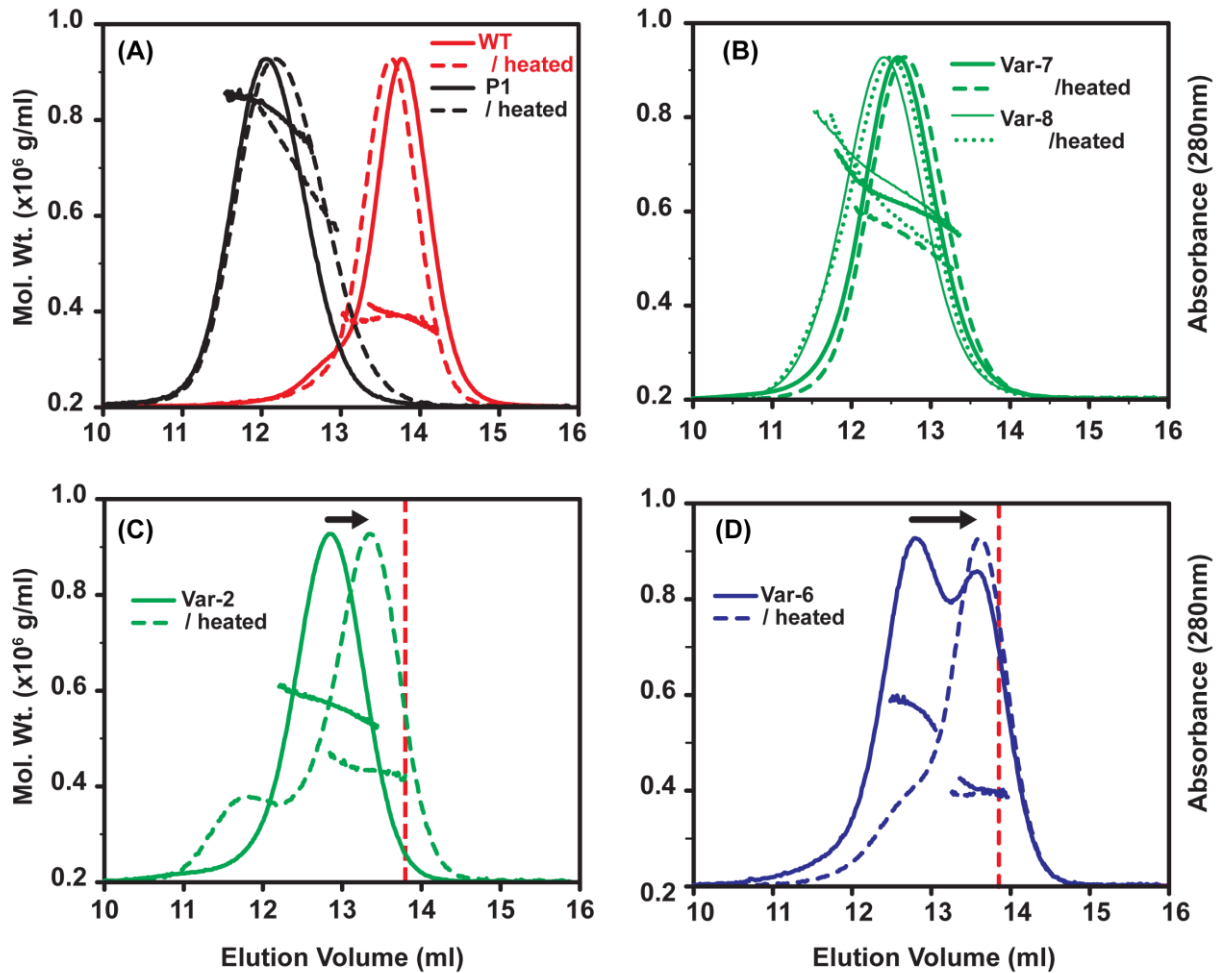 (A)
WT
/ heated
P1
/ heated
Mol. Wt. (x10⁶ g/ml)
1.0
0.8
0.6
0.4
0.2
10 11 12 13 14 15 16
(B)
Var-7
/heated
Var-8
/heated
1.0
0.8
0.6
0.4
0.2
10 11 12 13 14 15 16
Absorbance (280nm)
(C)
Var-2
/ heated
Mol. Wt. (x10⁶ g/ml)
1.0
0.8
0.6
0.4
0.2
10 11 12 13 14 15 16
Elution Volume (ml)
(D)
Var-6
/ heated
1.0
0.8
0.6
0.4
0.2
10 11 12 13 14 15 16
Elution Volume (ml)
Absorbance (280nm)